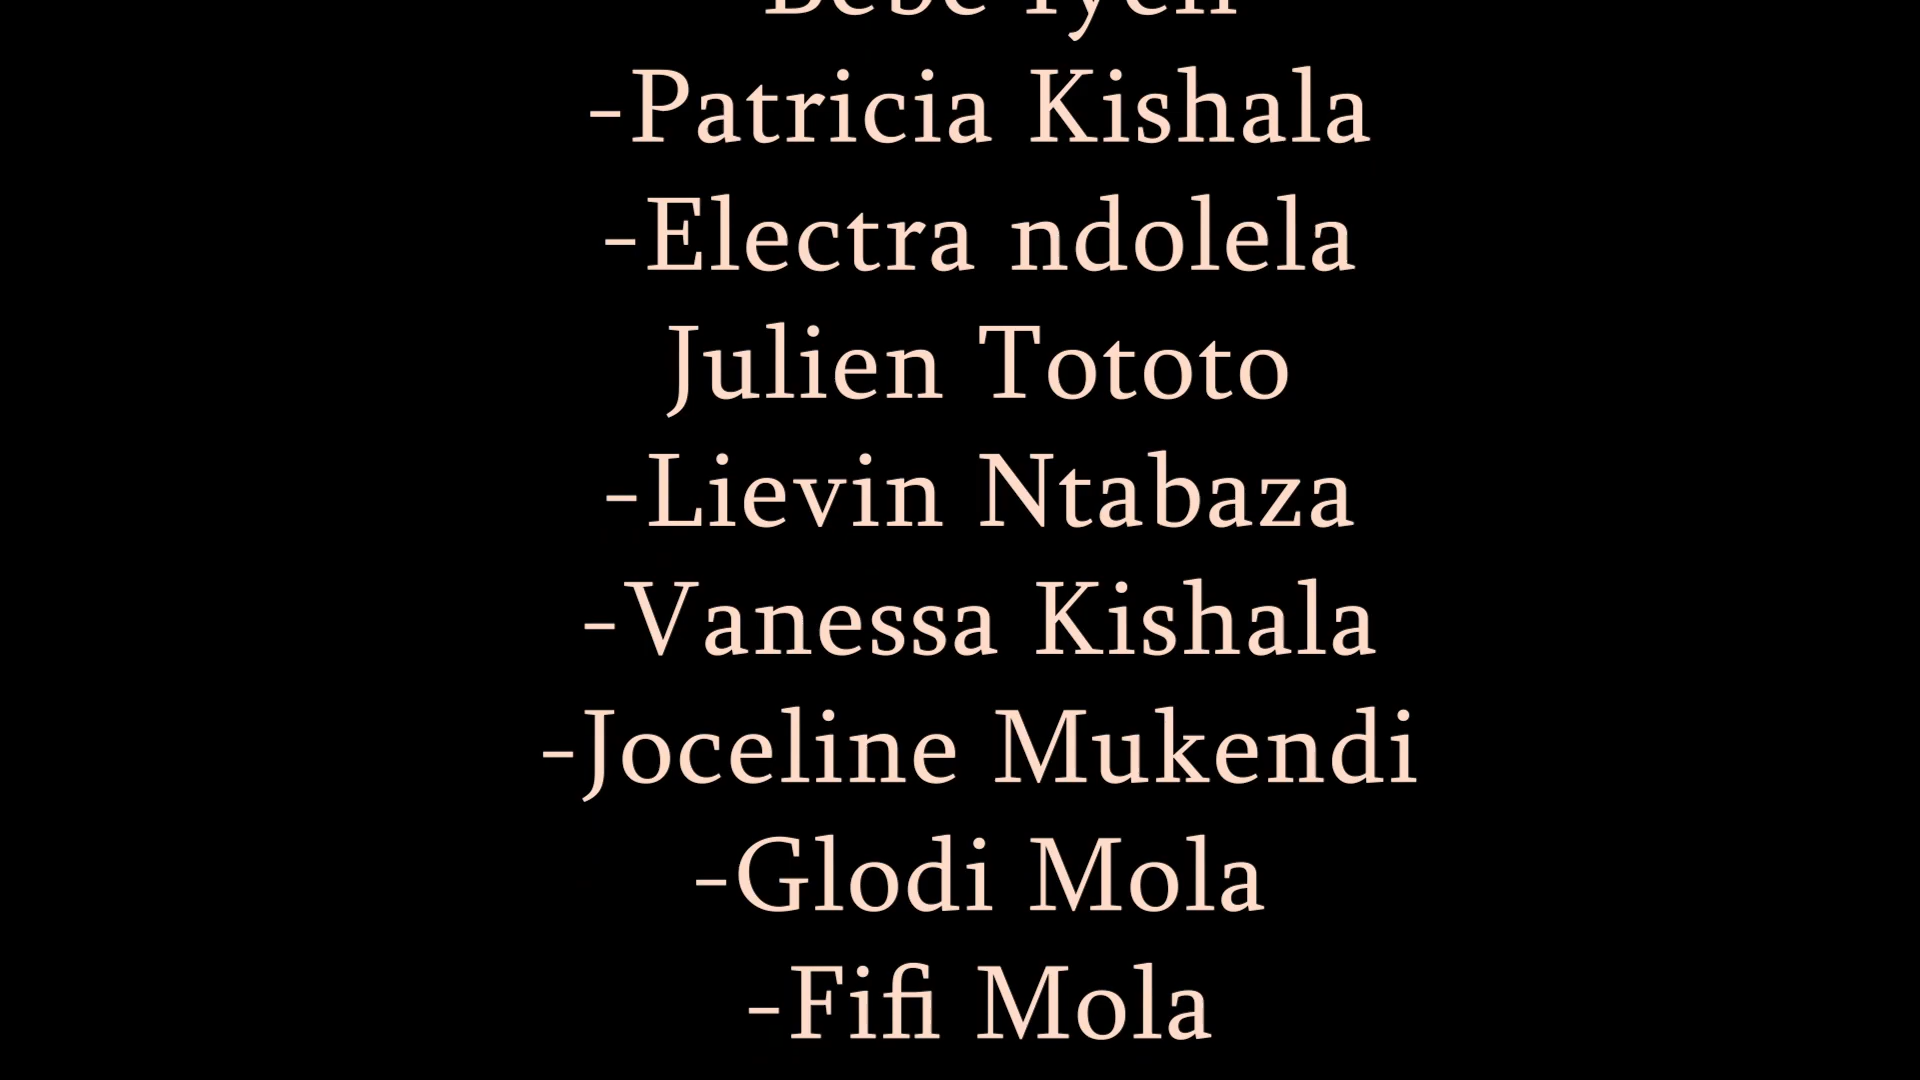 -Patricia Kishala
-Electra ndolela
Julien Tototo
-Lievin Ntabaza
-Vanessa Kishala
-Joceline Mukendi
-Glodi Mola
-Fifi Mola